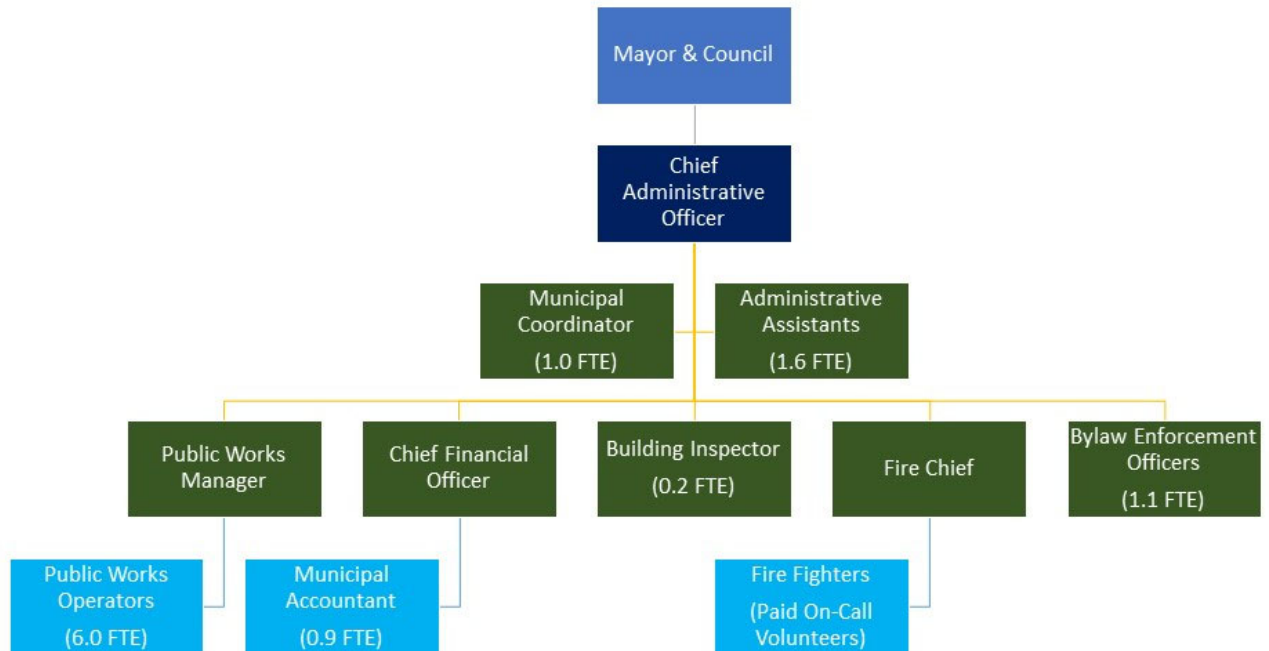 Mayor & Council
Chief
Administrative
Officer
Municipal
Coordinator
(1.0 FTE)
Administrative
Assistants
(1.6 FTE)
Public Works
Manager
Chief Financial
Officer
Building Inspector
(0.2 FTE)
Fire Chief
Bylaw Enforcement
Officers
(1.1 FTE)
Public Works
Operators
(6.0 FTE)
Municipal
Accountant
(0.9 FTE)
Fire Fighters
(Paid On-Call
Volunteers)